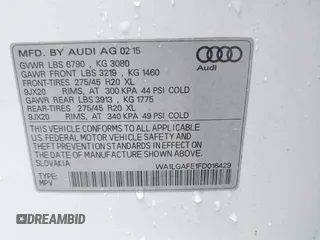 MFD. BY AUDI AG 02·15
GVWR LBS 6790 , KG 3080
GAWR FRONT LBS 3219 , KG 1460
FRONT TIRES: 275/45 R20 XL
9JX20 RIMS, AT 300 KPA 44 PSI COLD
GAWR REAR LBS 3913 , KG 1775
REAR TIRES: 275/45 R20 XL
9JX20 RIMS, AT 340 KPA 49 PSI COLD
Audi
THIS VEHICLE CONFORMS TO ALL APPLICABLE
U.S. FEDERAL MOTOR VEHICLE SAFETY
STANDARDS IN EFFECT ON THE DATE OF
MANUFACTURE SHOWN ABOVE.
SLOVAKIA
WA1LGAFE1FD016429
TYPE:
MPV
DREAMBID